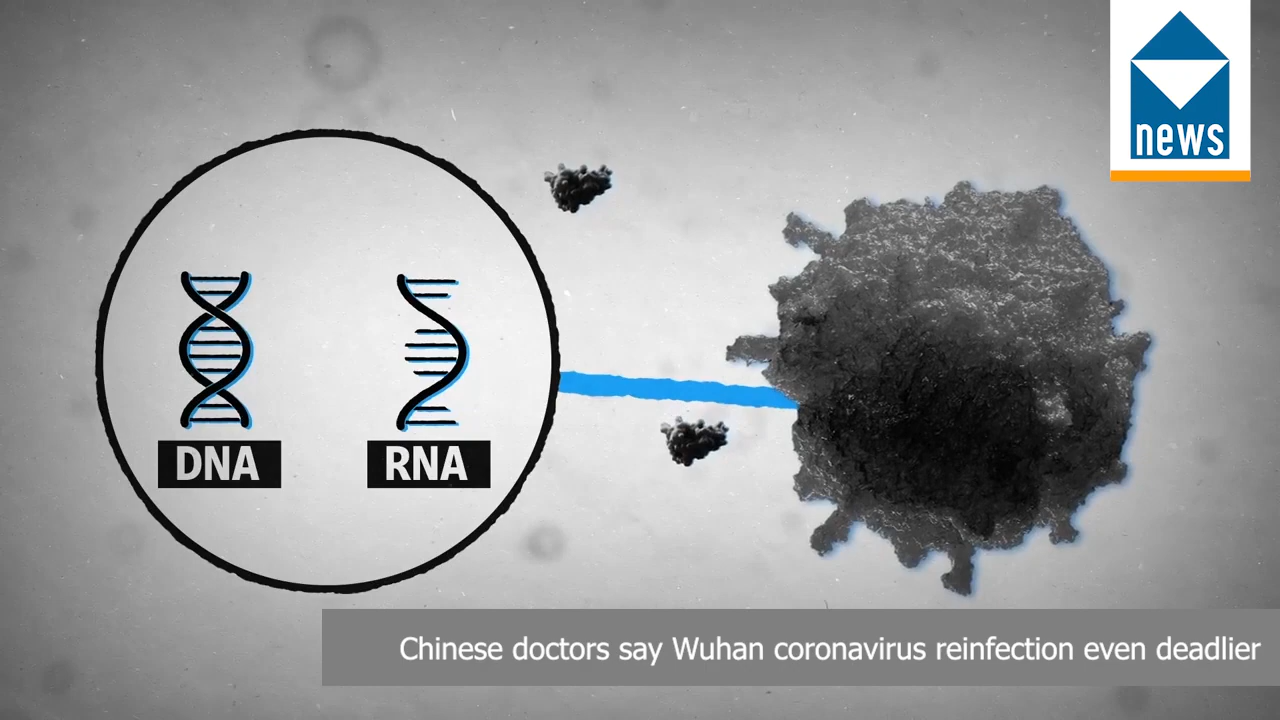 news
DNA
RNA
Chinese doctors say Wuhan coronavirus reinfection even deadlier